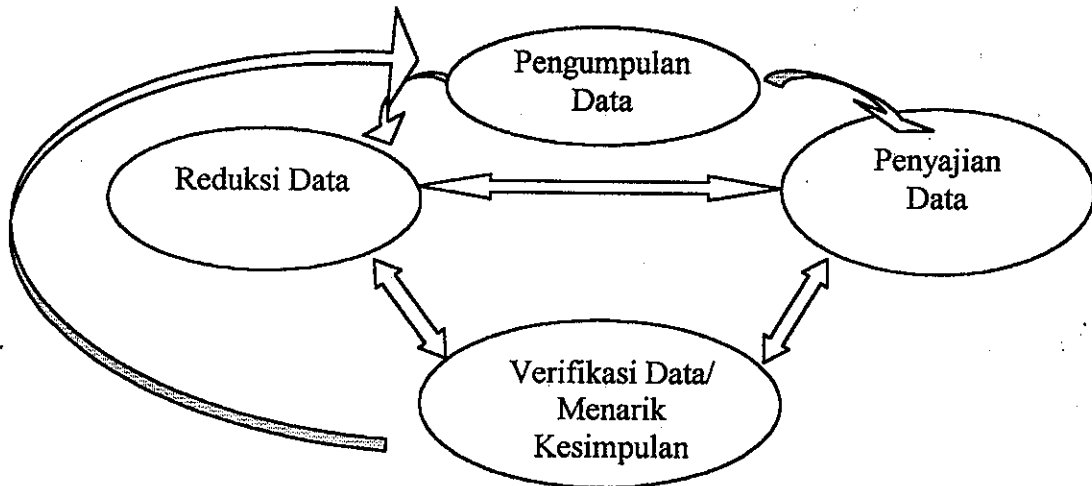 Pengumpulan
Data
Reduksi Data
Penyajian
Data
Verifikasi Data/
Menarik
Kesimpulan